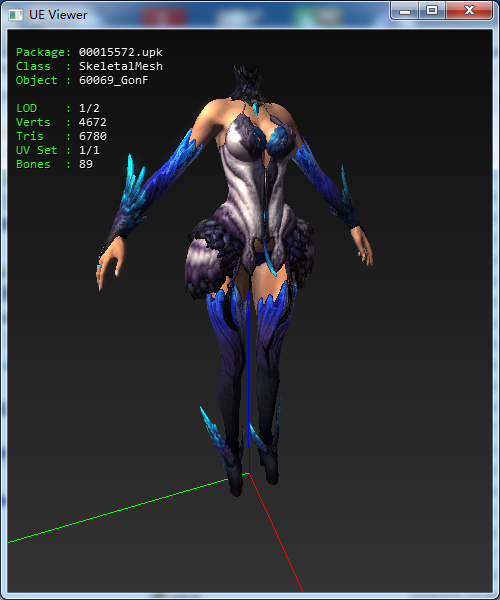 UE Viewer
Package: 00015572.upk
Class  : SkeletalMesh
Object : 60069_GonF
LOD    : 1/2
Verts  : 4672
Tris   : 6780
UV Set : 1/1
Bones  : 89